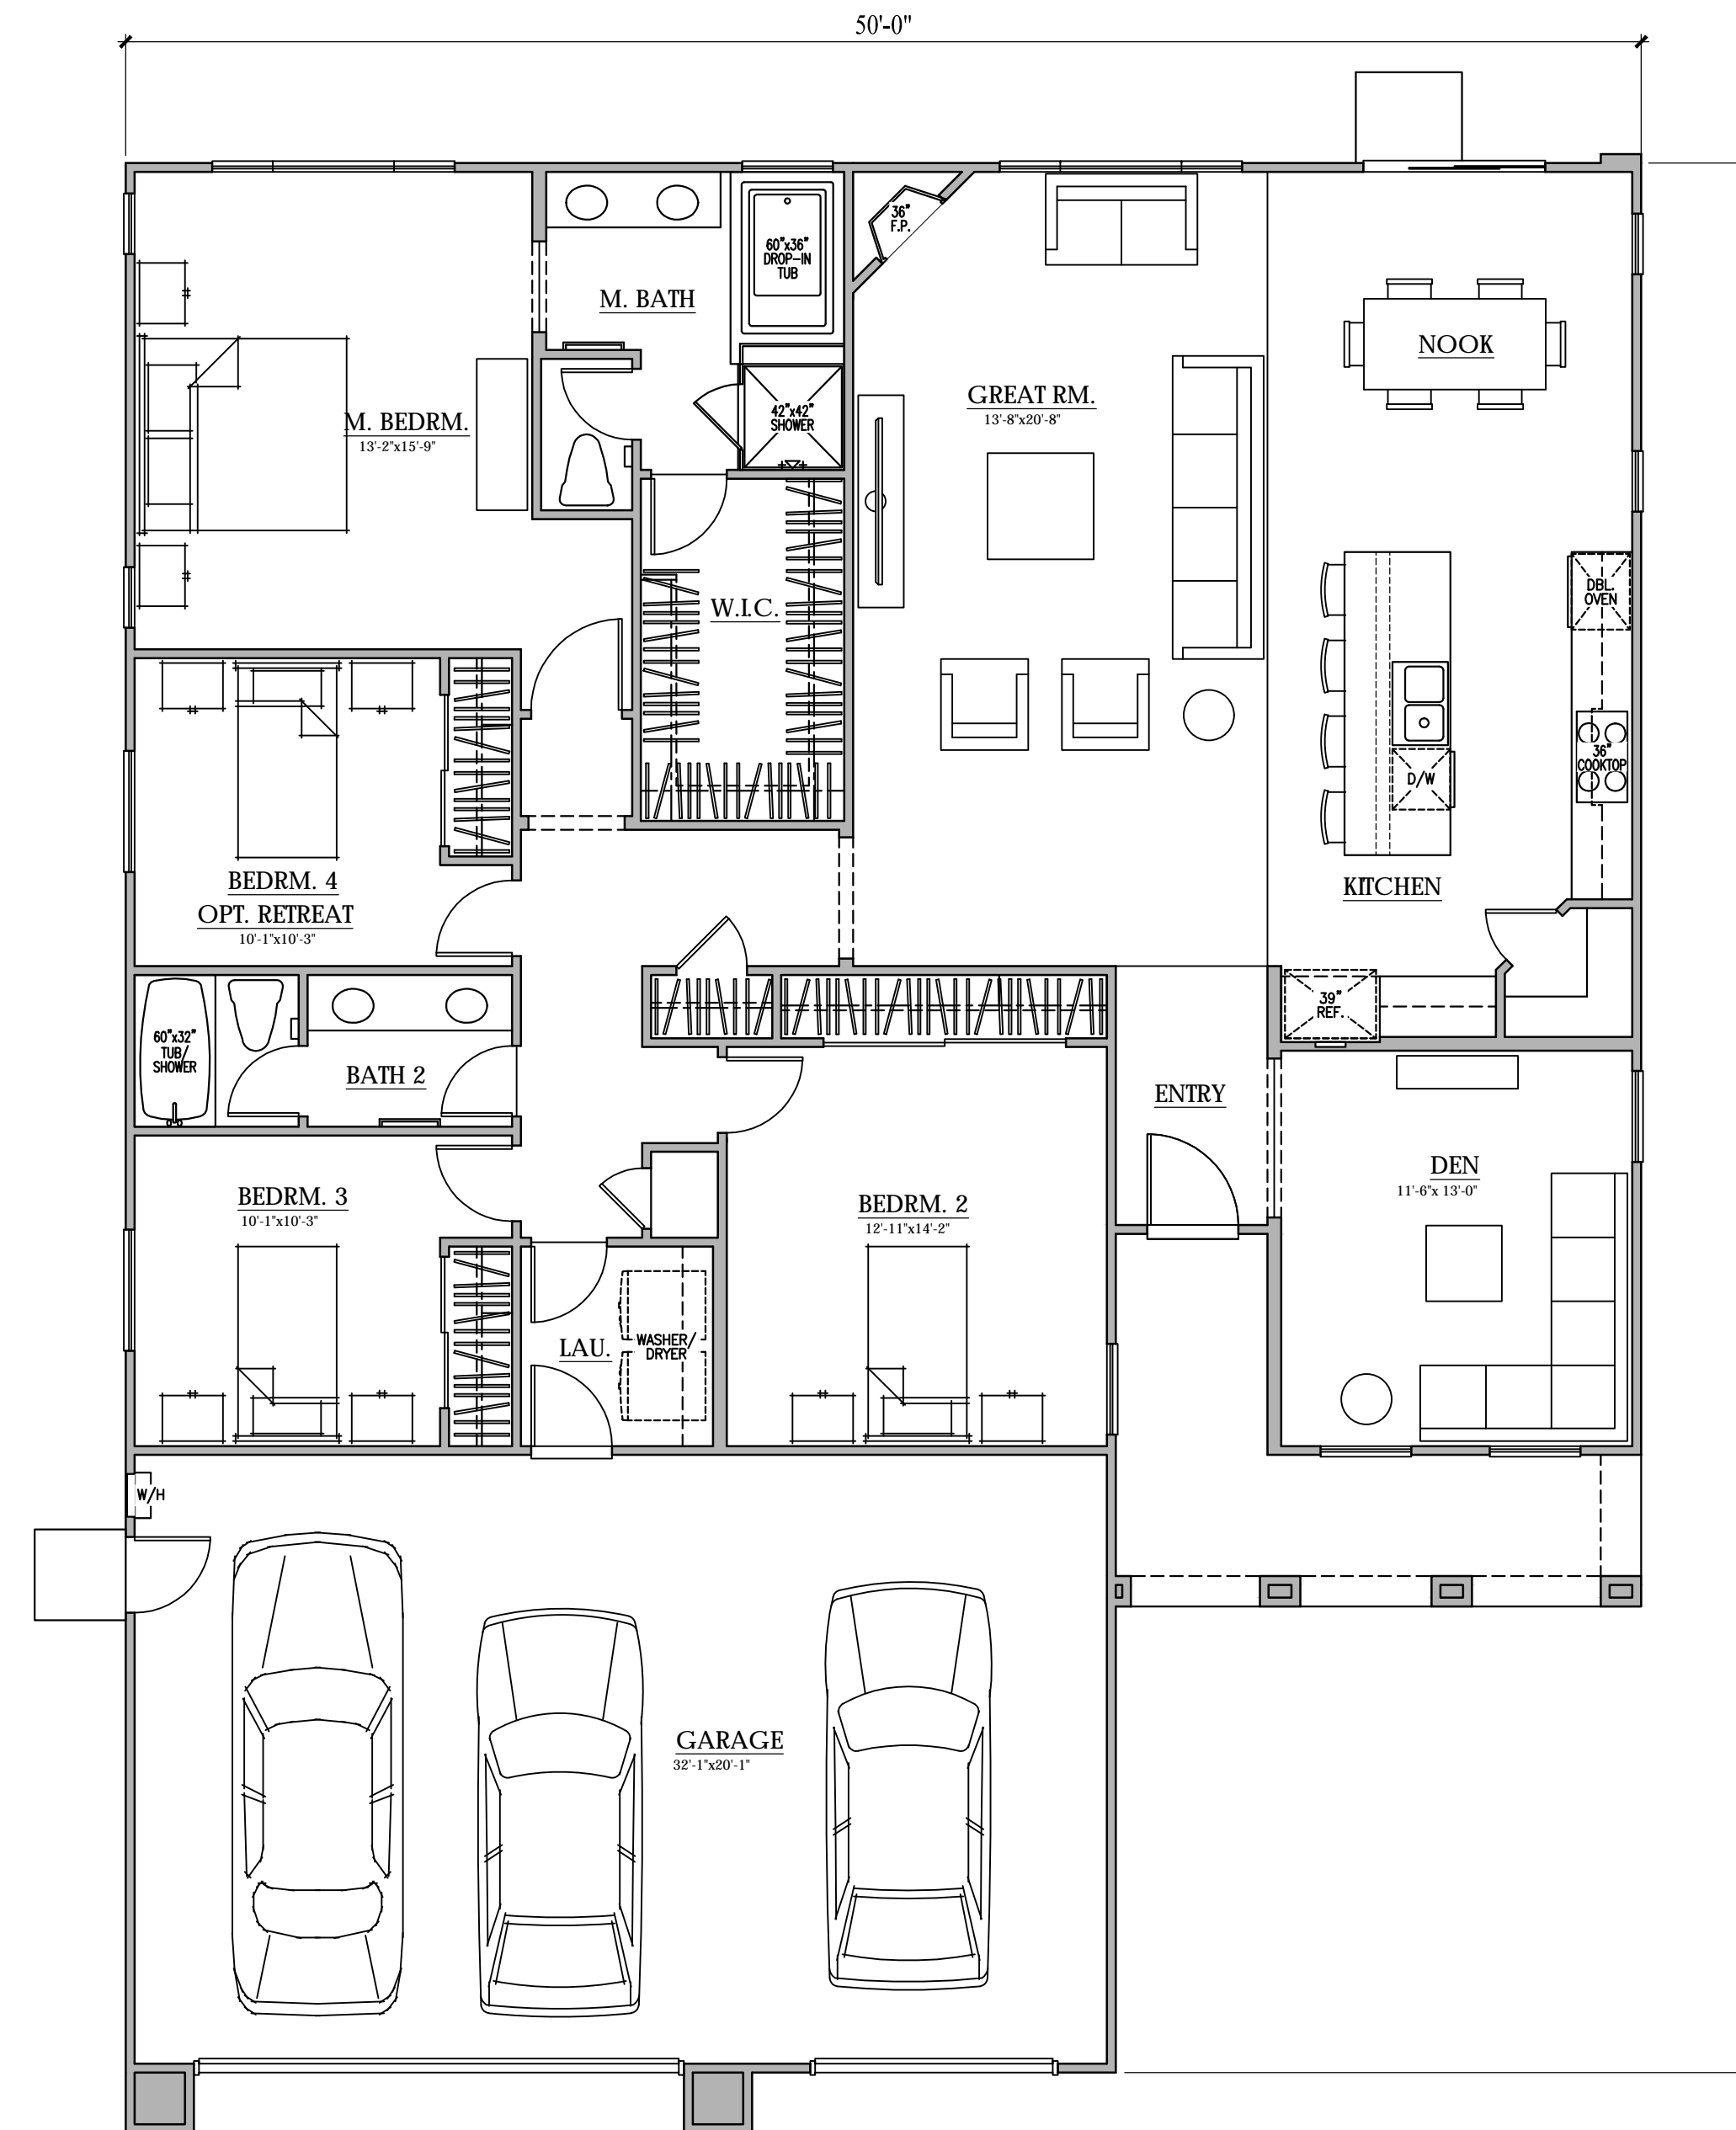 50'-0"
36"
F.P.
60"x36"
DROP-IN
TUB
M. BATH
NOOK
GREAT RM.
13'-8"x20'-8"
M. BEDRM.
13'-2"x15'-9"
42"x42"
SHOWER
W.I.C.
DBL.
OVEN
36"
COOKTOP
D/W
KITCHEN
BEDRM. 4
OPT. RETREAT
10'-1"x10'-3"
39"
REF.
60"x32"
TUB/
SHOWER
BATH 2
ENTRY
DEN
11'-6"x 13'-0"
BEDRM. 3
10'-1"x10'-3"
BEDRM. 2
12'-11"x14'-2"
LAU.
WASHER/
DRYER
W/H
GARAGE
32'-1"x20'-1"